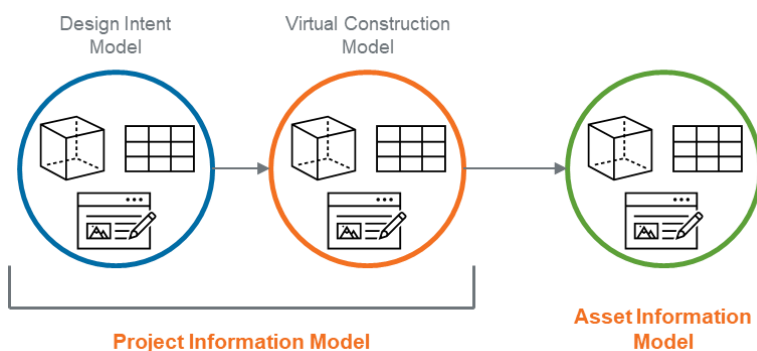 Design Intent
Model
Virtual Construction
Model
Project Information Model
Asset Information
Model